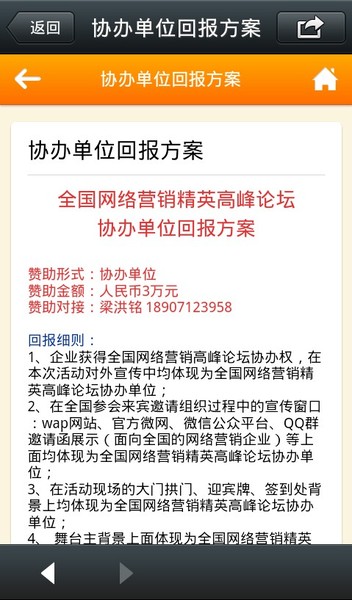 返回
协办单位回报方案
协办单位回报方案
协办单位回报方案
全国网络营销精英高峰论坛
协办单位回报方案
赞助形式：协办单位
赞助金额：人民币3万元
赞助对接：梁洪铭 18907123958
回报细则：
1、企业获得全国网络营销高峰论坛协办权，在
本次活动对外宣传中均体现为全国网络营销精
英高峰论坛协办单位；
2、在全国参会来宾邀请组织过程中的宣传窗口
：wap网站、官方微网、微信公众平台、QQ群
邀请函展示（面向全国的网络营销企业）等上
面均体现为全国网络营销精英高峰论坛协办单
位；
3、在活动现场的大门拱门、迎宾牌、签到处背
景上均体现为全国网络营销精英高峰论坛协办
单位；
4、 舞台主背景上面体现为全国网络营销精英